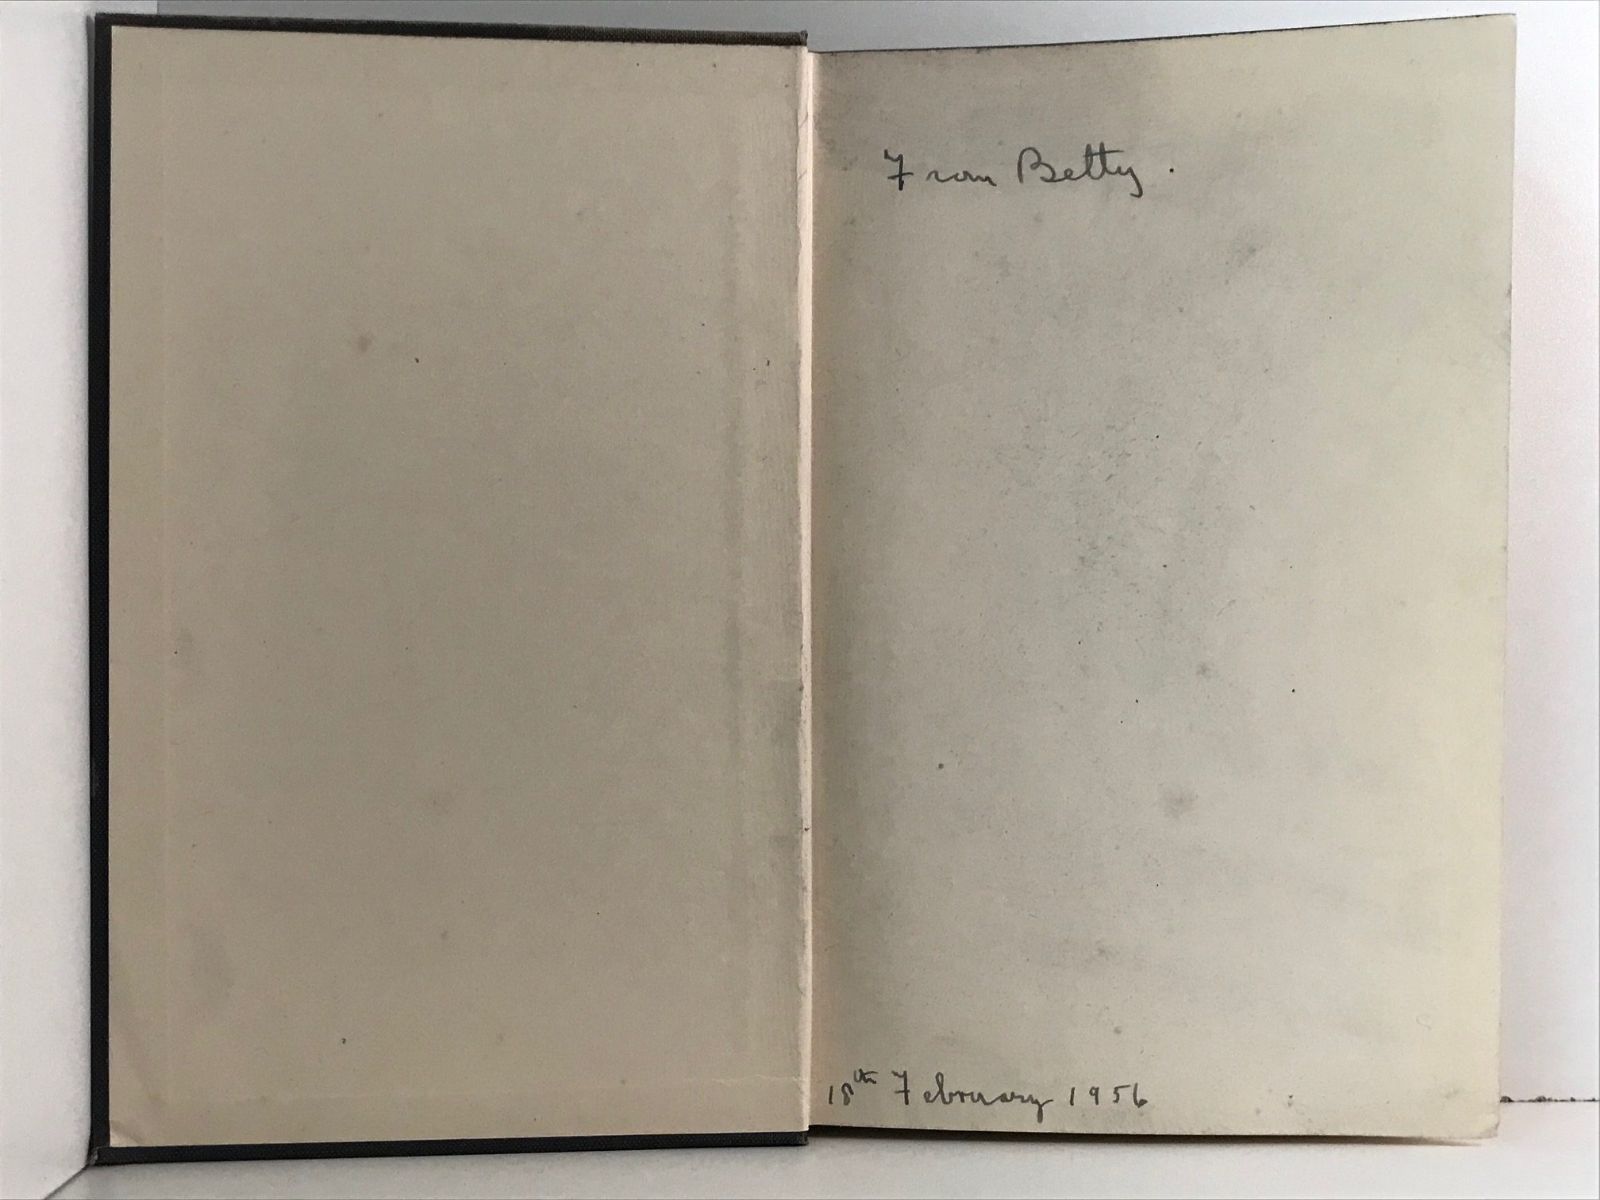 From Betty.
18th February 1956